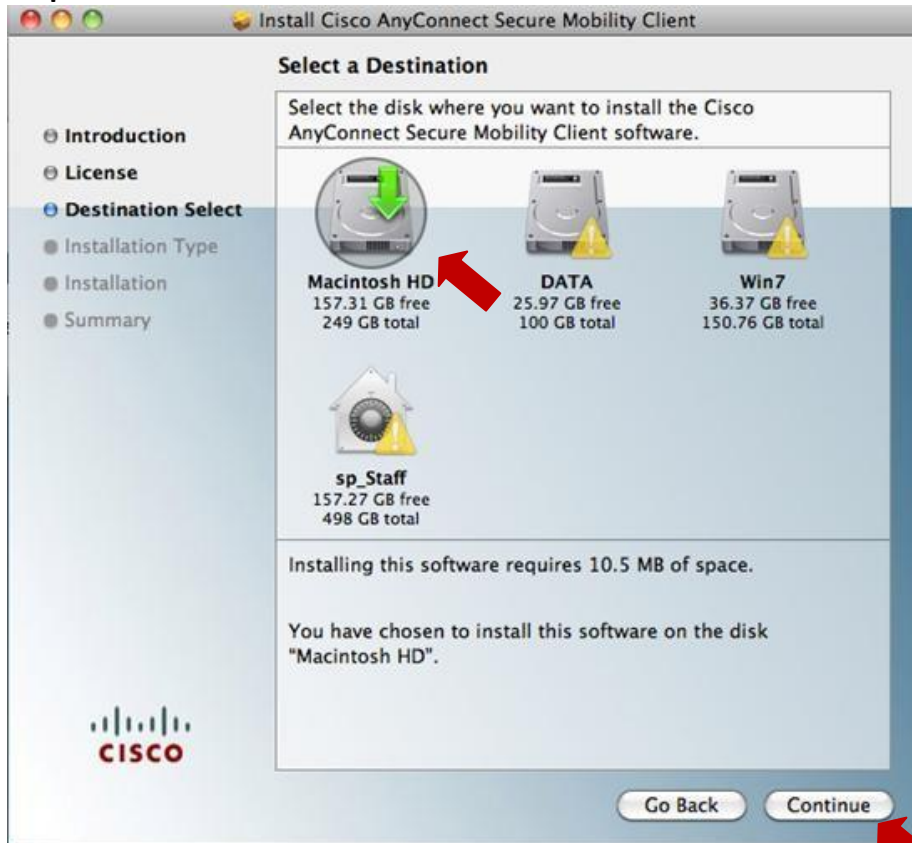 Install Cisco AnyConnect Secure Mobility Client
Select a Destination
Introduction
License
Destination Select
Installation Type
Installation
Summary
Select the disk where you want to install the Cisco
AnyConnect Secure Mobility Client software.
Macintosh HD
157.31 GB free
249 GB total
DATA
25.97 GB free
100 GB total
Win7
36.37 GB free
150.76 GB total
sp_Staff
157.27 GB free
498 GB total
Installing this software requires 10.5 MB of space.
You have chosen to install this software on the disk
"Macintosh HD".
CISCO
Go Back
Continue